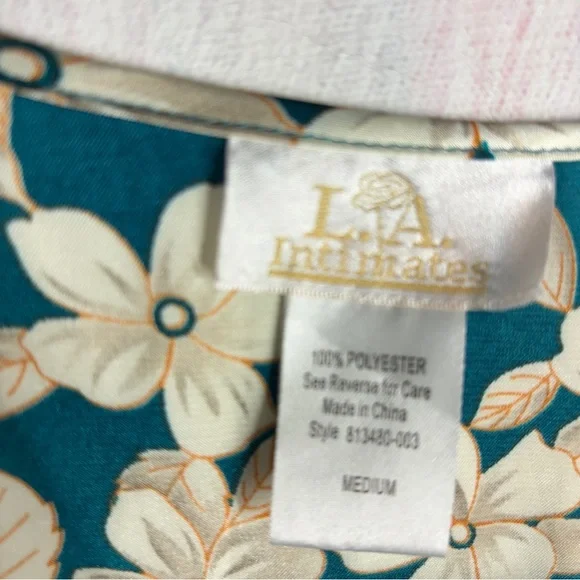 L.A.
Intimates
100% POLYESTER
See Reverse for Care
Made in China
Style 813480-003
MEDIUM